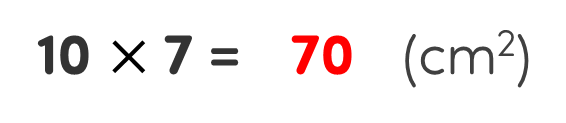 10 × 7 = 70 (cm²)